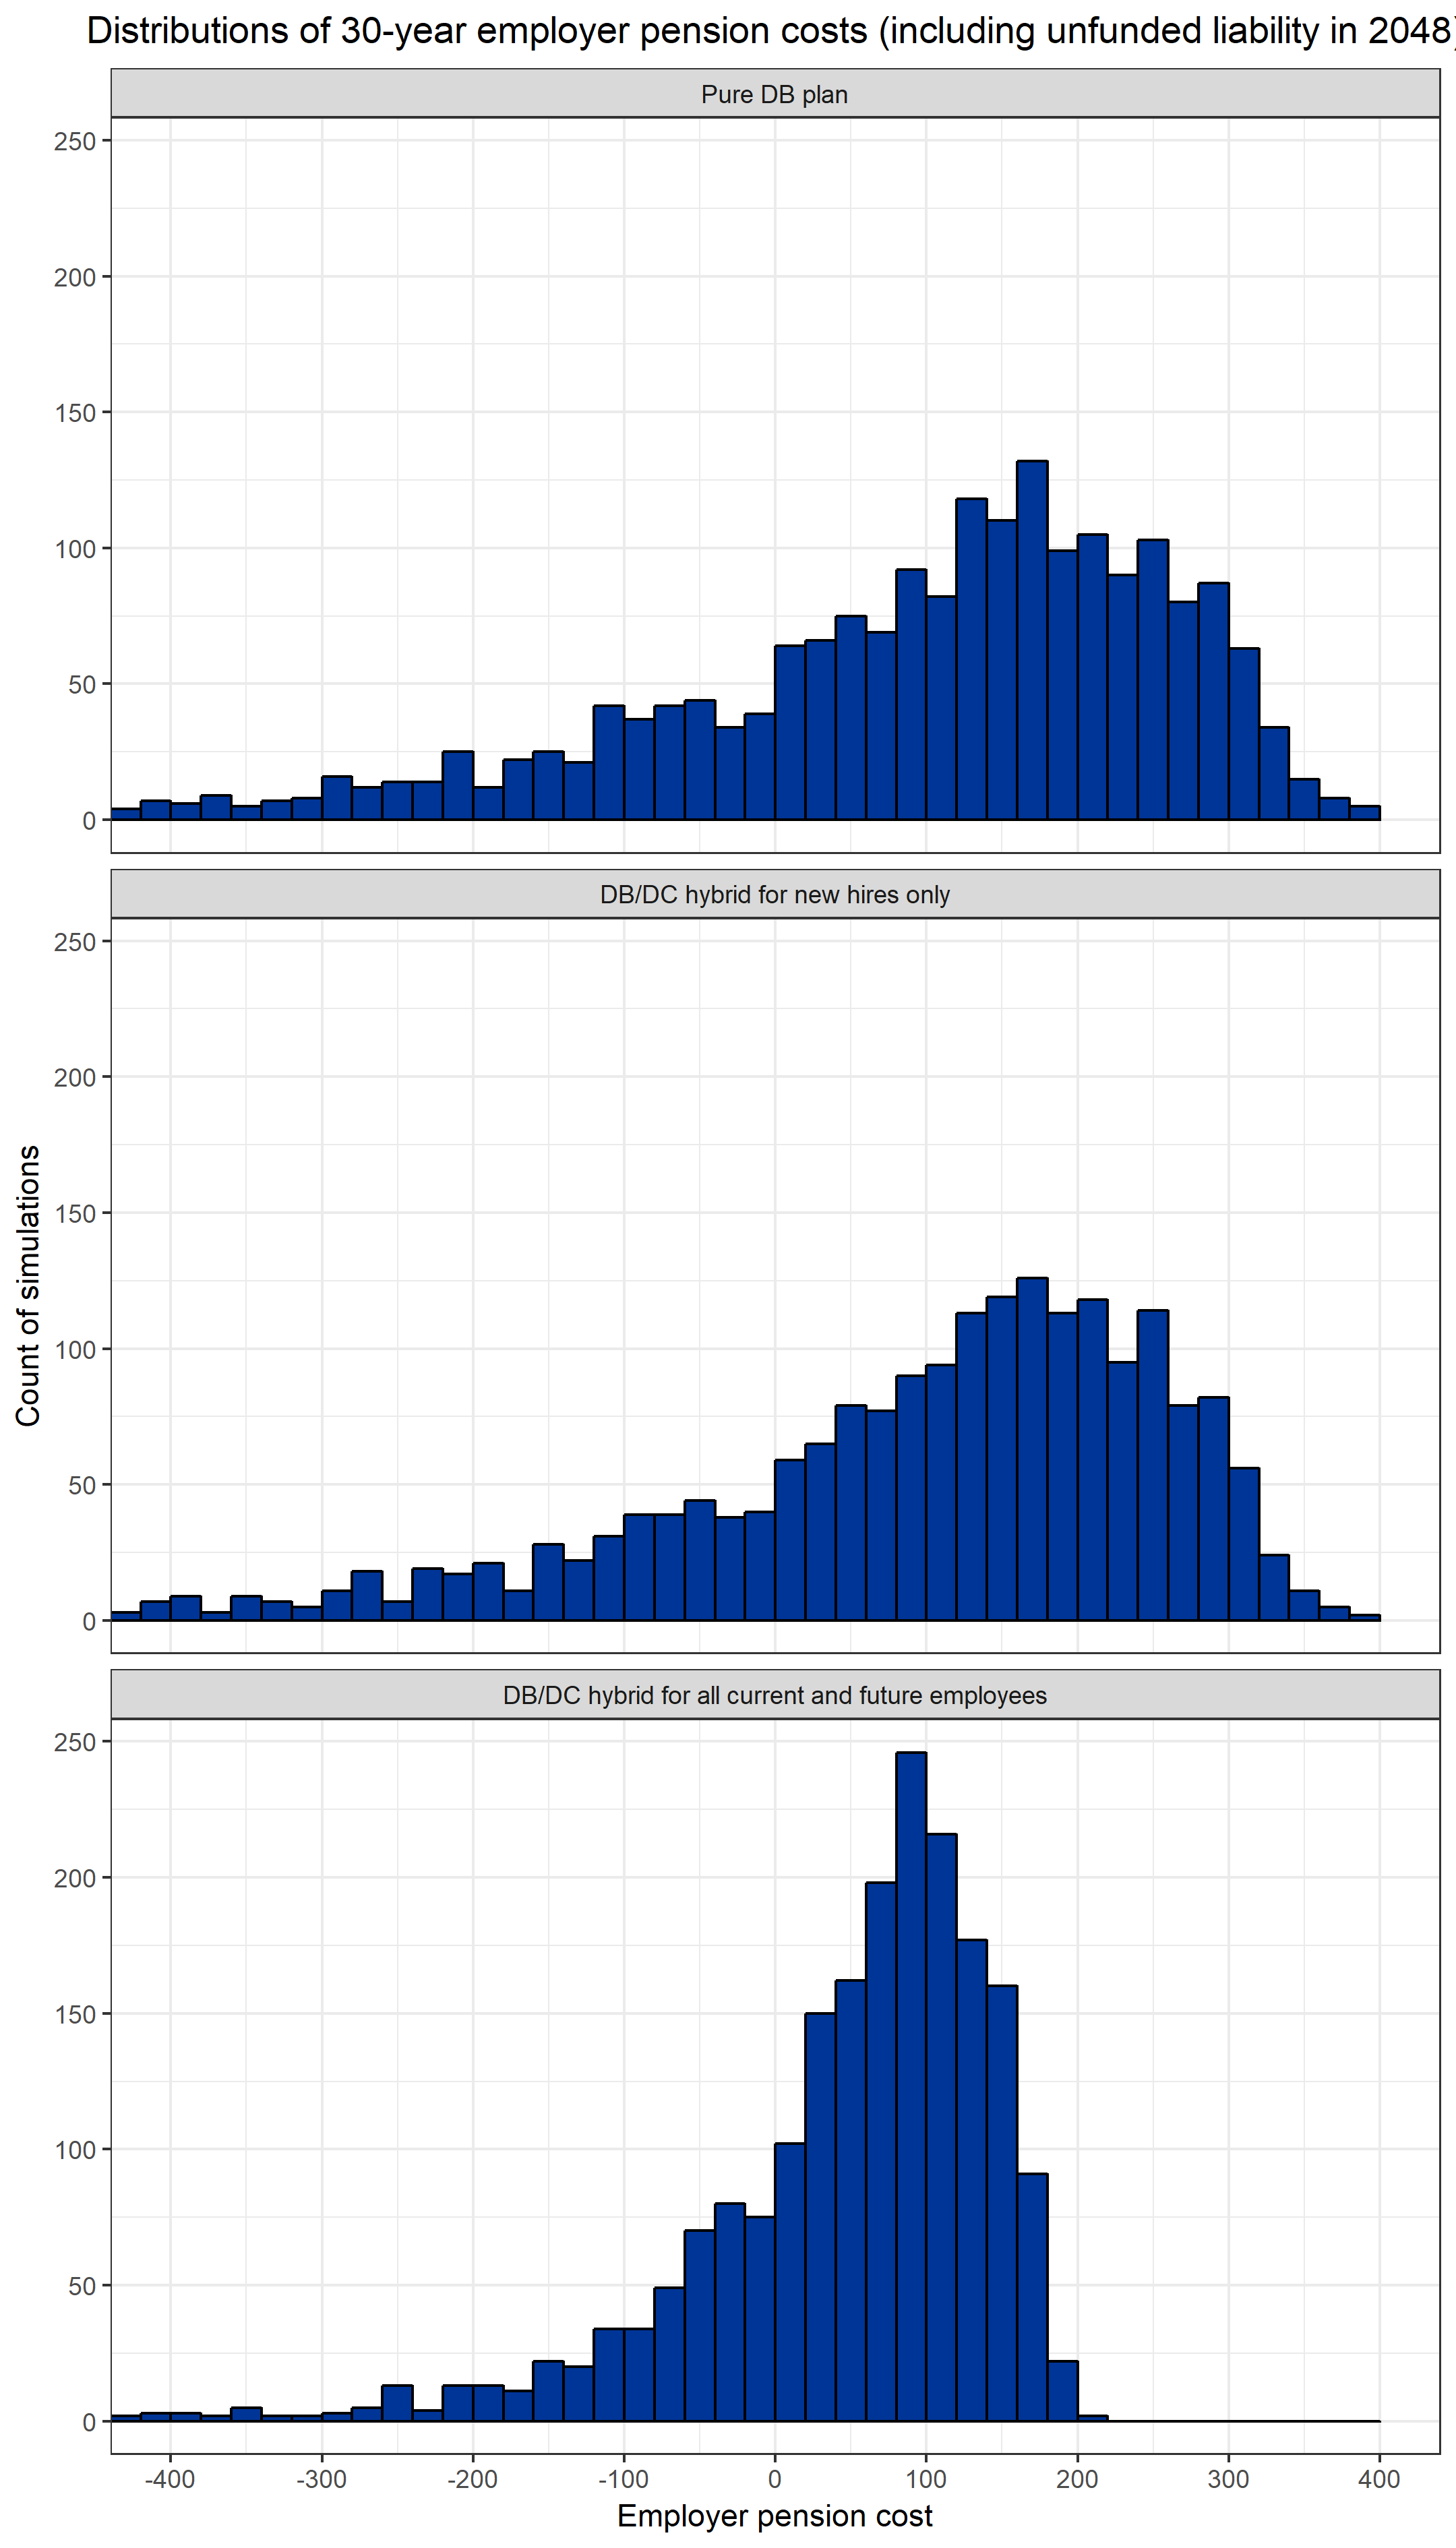 Distributions of 30-year employer pension costs (including unfunded liability in 2048)
Pure DB plan
250
200
150
100
50
0
DB/DC hybrid for new hires only
250
200
150
100
50
0
DB/DC hybrid for all current and future employees
250
200
150
100
50
0
Count of simulations
-400 -300 -200 -100 0 100 200 300 400
Employer pension cost